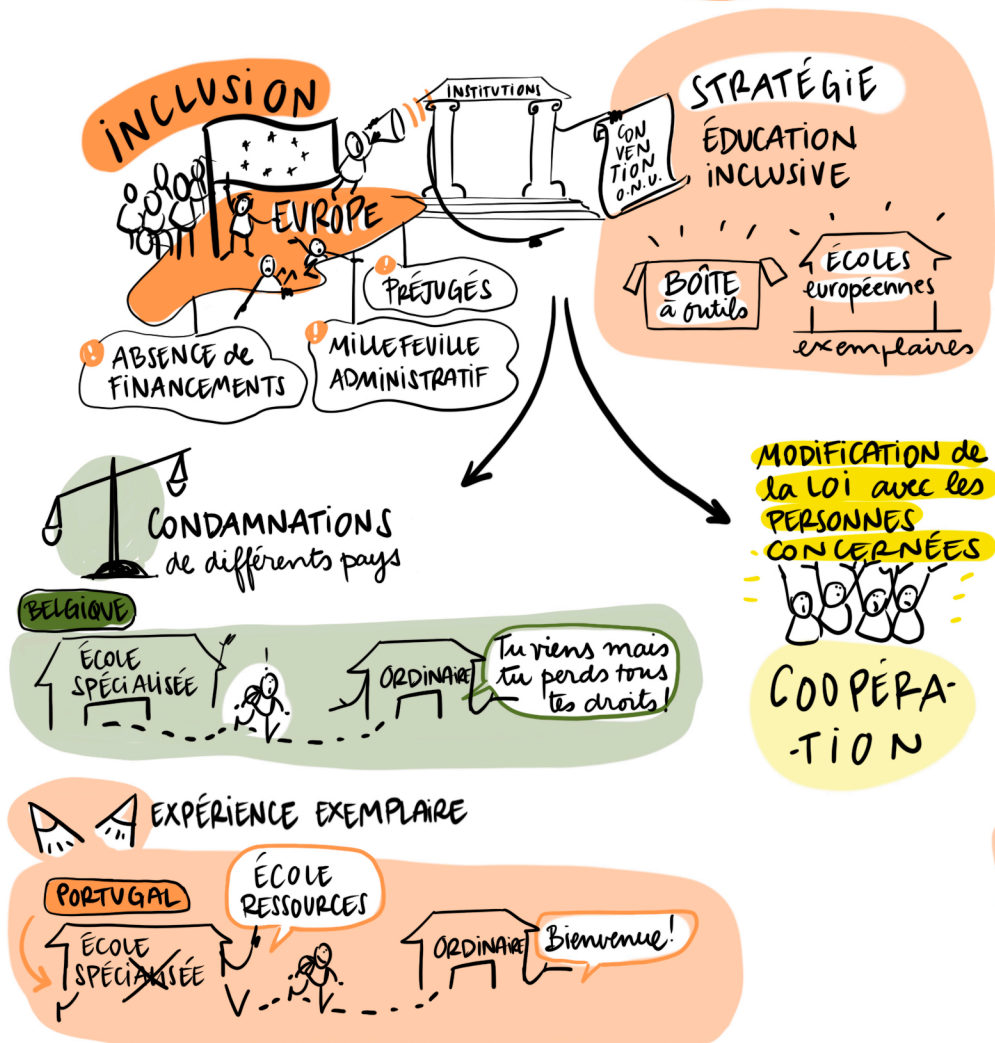 INCLUSION
EUROPE
INSTITUTIONS
CON
VEN
TION
O.N.U.
STRATÉGIE
ÉDUCATION
INCLUSIVE
BOÎTE
à outils
ÉCOLES
européennes
exemplaires
PRÉJUGÉS
ABSENCE de
FINANCEMENTS
MILLEFEUILLE
ADMINISTRATIF
CONDAMNATIONS
de différents pays
BELGIQUE
ÉCOLE
SPÉCIALISÉE
ORDINAIRE
Tu viens mais
tu perds tous
tes droits!
MODIFICATION de
la LOI avec les
PERSONNES
CONCERNÉES
COOPÉRA-
-TION
EXPÉRIENCE EXEMPLAIRE
PORTUGAL
ÉCOLE
SPÉCIALISÉE
ÉCOLE
RESSOURCES
ORDINAIRE
Bienvenue!